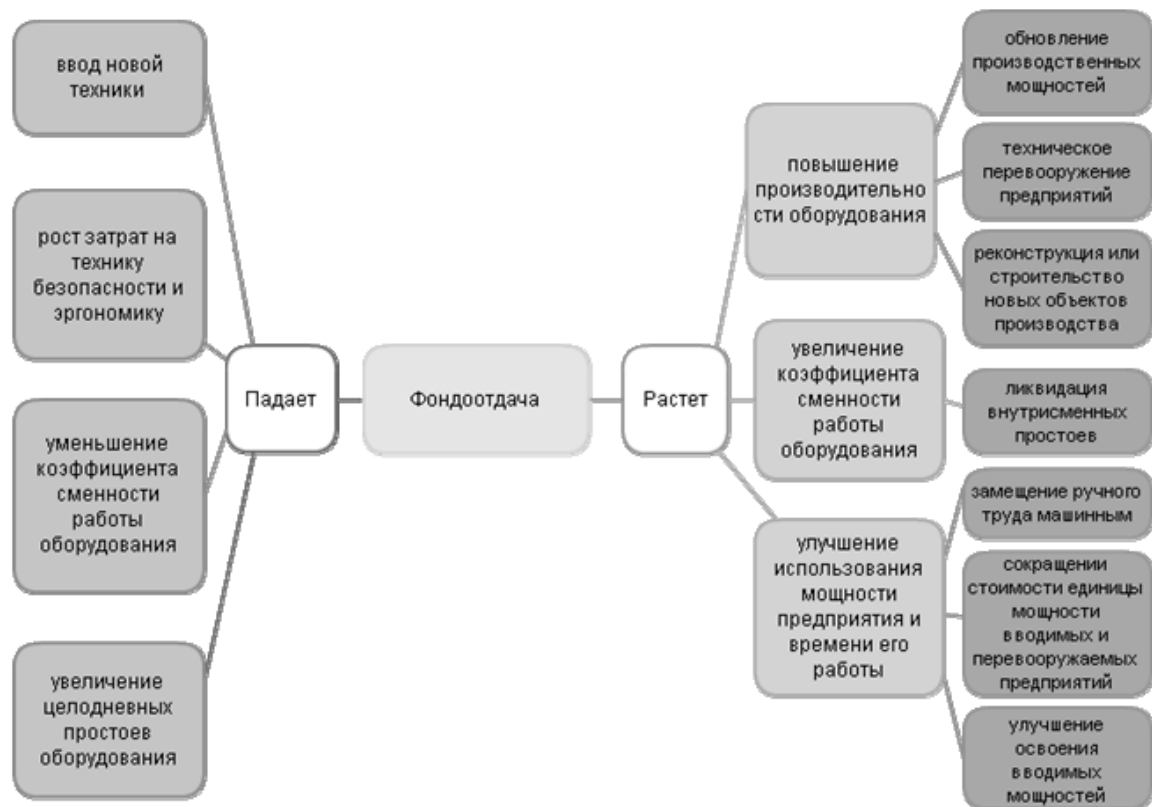 ввод новой
техники
рост затрат на
технику
безопасности и
эргономику
уменьшение
коэффициента
сменности
работы
оборудования
увеличение
целодневных
простоев
оборудования
Падает
Фондоотдача
Растет
повышение
производительно
сти оборудования
увеличение
коэффициента
сменности
работы
оборудования
улучшение
использования
мощности
предприятия и
времени его
работы
обновление
производственных
мощностей
техническое
перевооружение
предприятий
реконструкция или
строительство
новых объектов
производства
ликвидация
внутрисменных
простоев
замещение ручного
труда машинным
сокращении
стоимости единицы
мощности
вводимых и
перевооружаемых
предприятий
улучшение
освоения
вводимых
мощностей